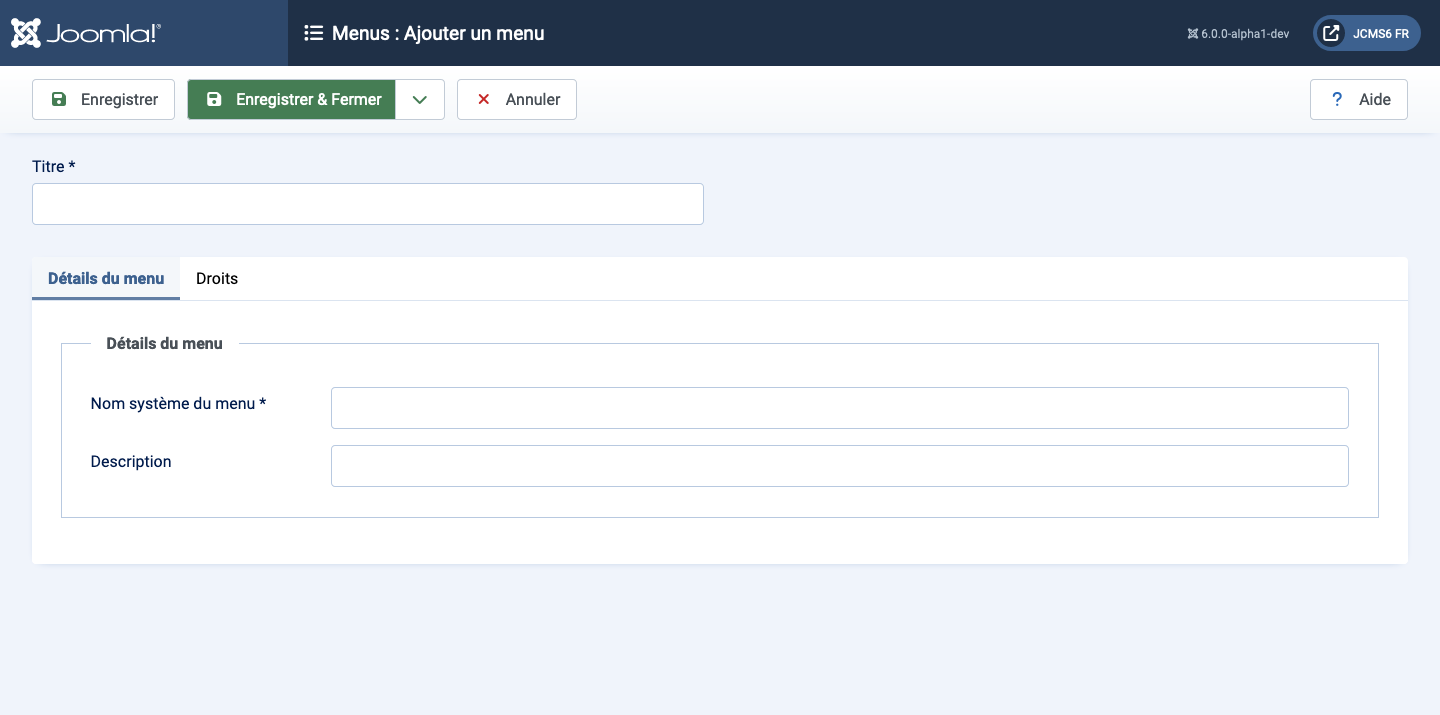 Joomla!®
Menus : Ajouter un menu
6.0.0-alpha1-dev
JCMS6 FR
Enregistrer
Enregistrer & Fermer
Annuler
? Aide
Titre *
Détails du menu
Droits
Détails du menu
Nom système du menu *
Description